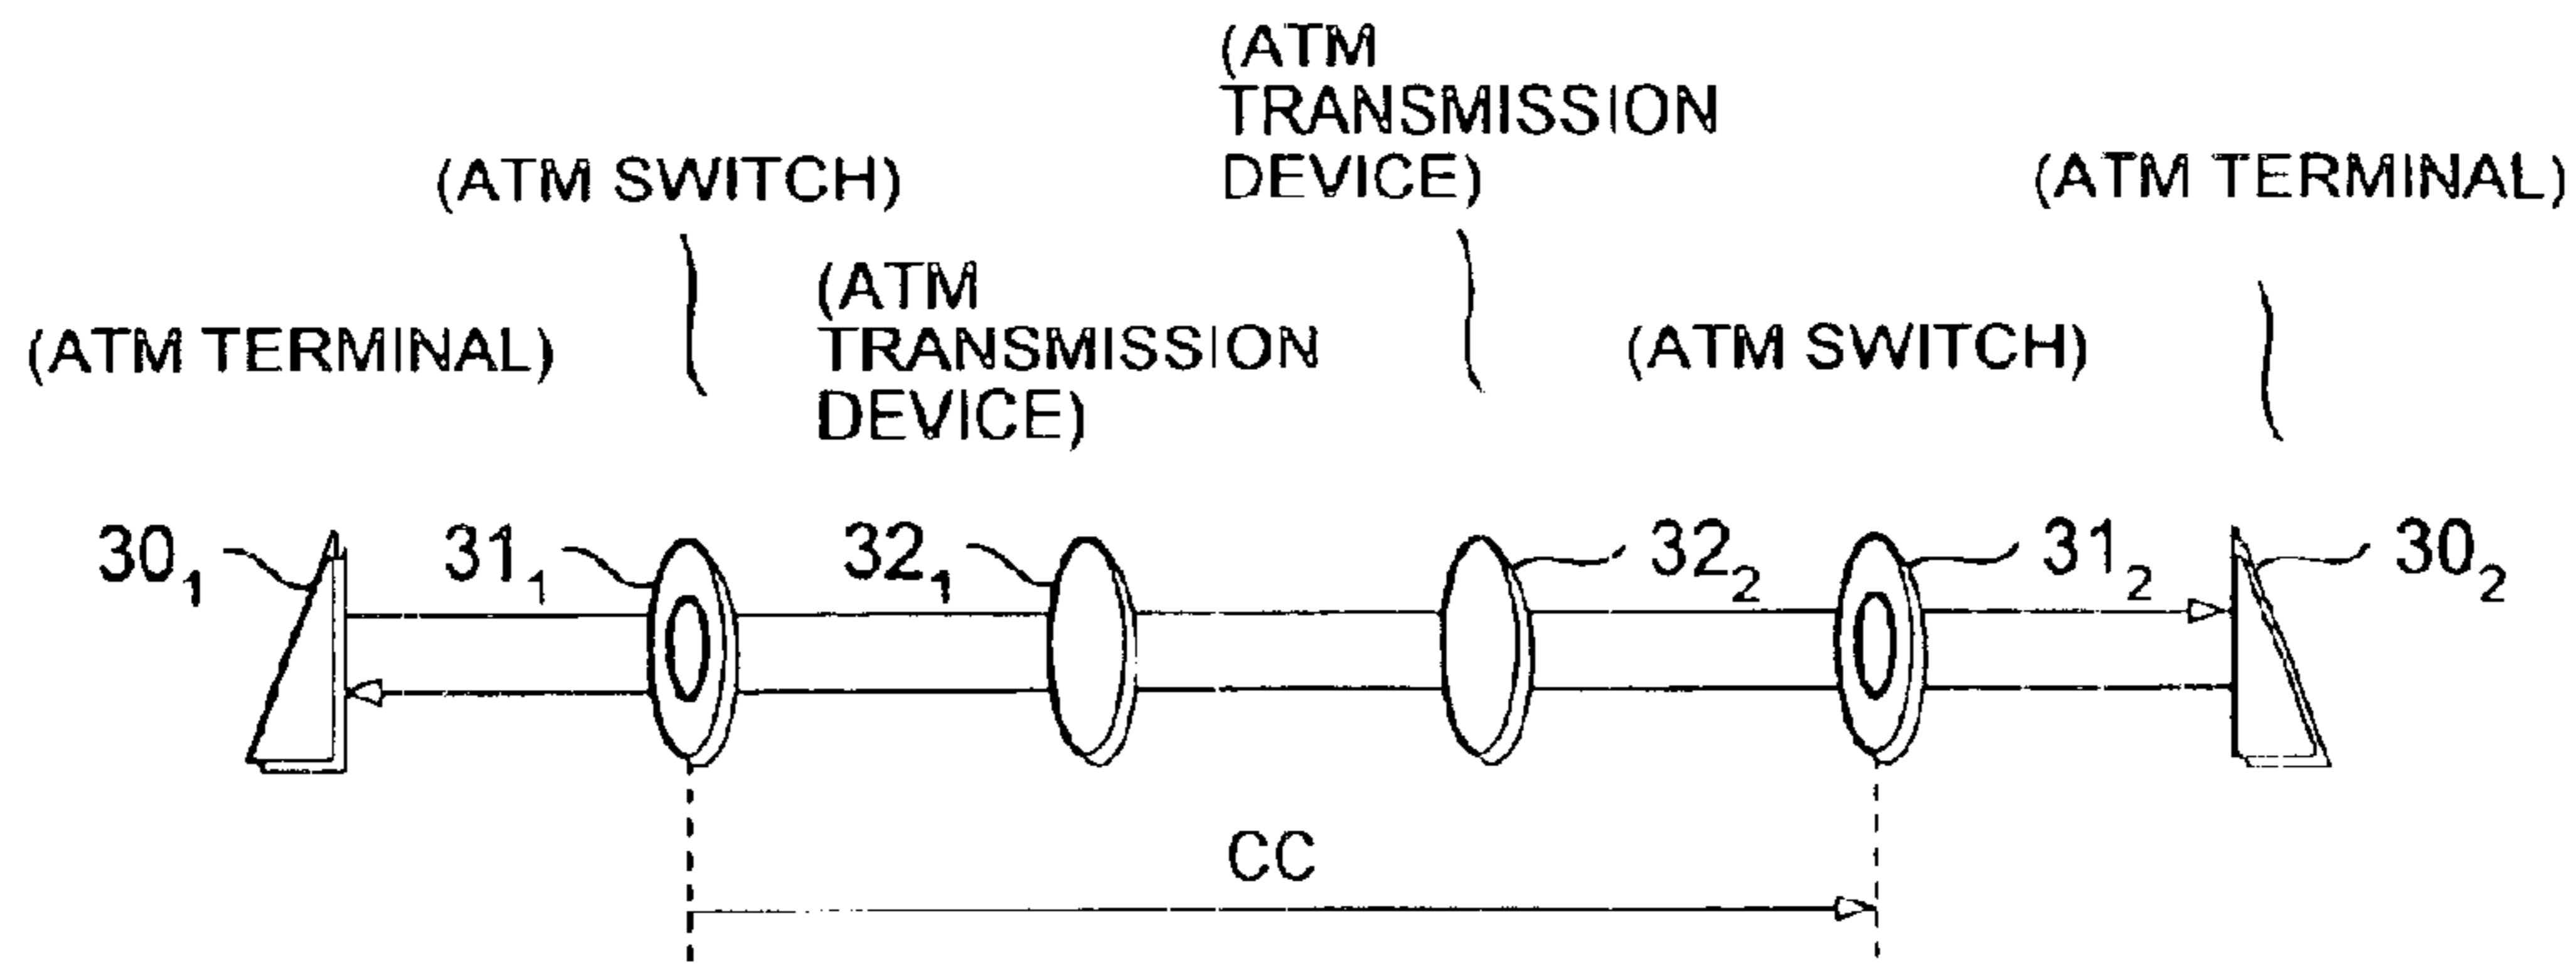 (ATM
TRANSMISSION
DEVICE)
(ATM SWITCH)
(ATM TERMINAL)
(ATM
TRANSMISSION
DEVICE)
(ATM TERMINAL)
(ATM SWITCH)
30₁
31₁
32₁
32₂
31₂
30₂
CC